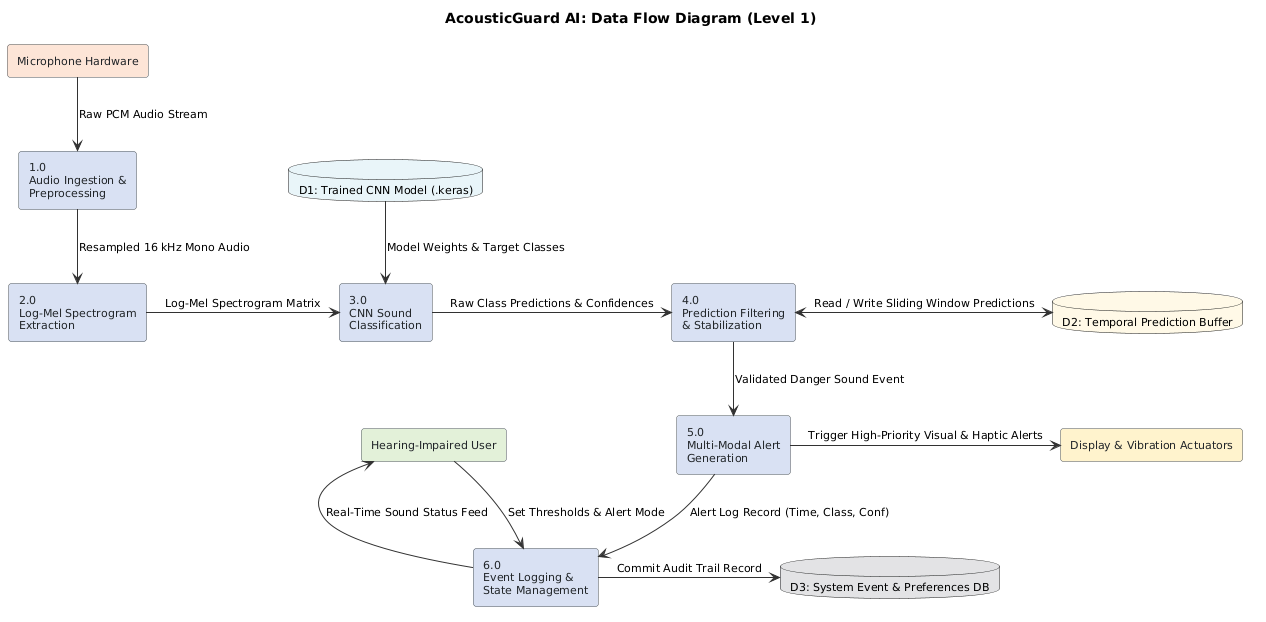 AcousticGuard AI: Data Flow Diagram (Level 1)
Microphone Hardware
Raw PCM Audio Stream
1.0
Audio Ingestion &
Preprocessing
D1: Trained CNN Model (.keras)
Resampled 16 kHz Mono Audio
Model Weights & Target Classes
2.0
Log-Mel Spectrogram
Extraction
Log-Mel Spectrogram Matrix
3.0
CNN Sound
Classification
Raw Class Predictions & Confidences
4.0
Prediction Filtering
& Stabilization
Read / Write Sliding Window Predictions
D2: Temporal Prediction Buffer
Validated Danger Sound Event
Hearing-Impaired User
5.0
Multi-Modal Alert
Generation
Trigger High-Priority Visual & Haptic Alerts
Display & Vibration Actuators
Real-Time Sound Status Feed
Set Thresholds & Alert Mode
Alert Log Record (Time, Class, Conf)
6.0
Event Logging &
State Management
Commit Audit Trail Record
D3: System Event & Preferences DB